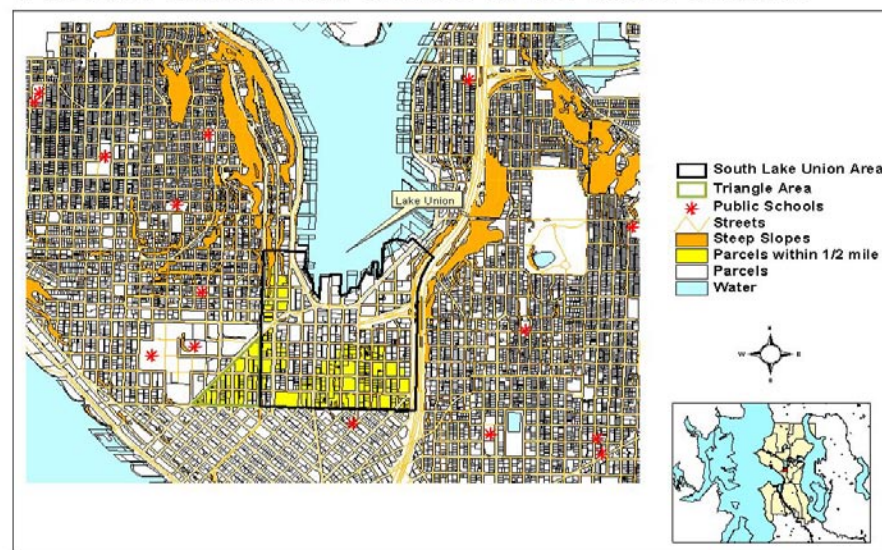 Lake Union
South Lake Union Area
Triangle Area
Public Schools
Streets
Steep Slopes
Parcels within 1/2 mile
Parcels
Water
W
E